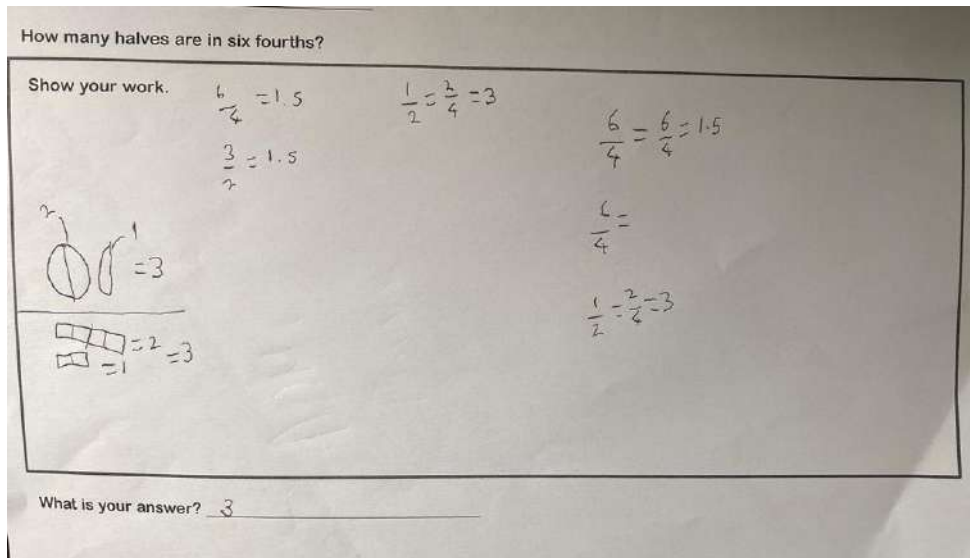 How many halves are in six fourths?
Show your work.
6/4 = 1.5
1/2 = 2/4 = 3
3/2 = 1.5
6/4 = 6/4 = 1.5
6/4 =
1/2 = 2/4 = 3
2 1
= 3
= 2
= 1 = 3
What is your answer? 3